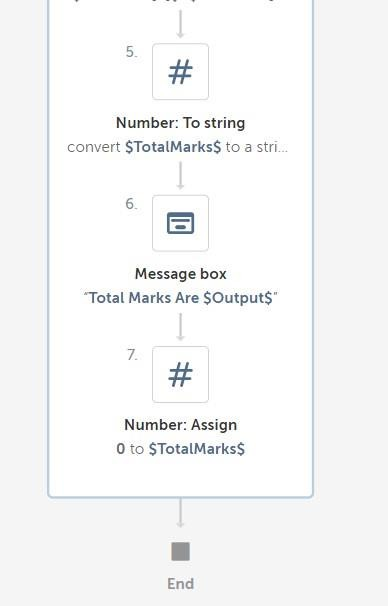 5.
Number: To string
convert $TotalMarks$ to a stri...
6.
Message box
“Total Marks Are $Output$”
7.
Number: Assign
0 to $TotalMarks$
End